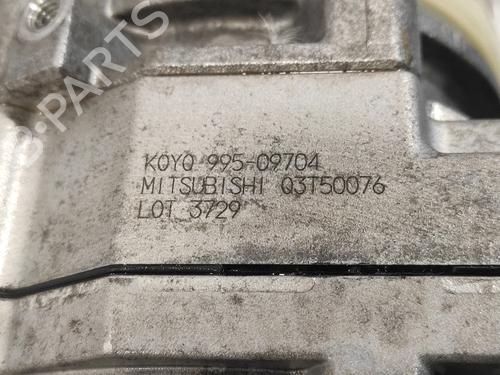 KOYO 995-09704
MITSUBISHI Q3T50076
LOT 3729
B-PARTS